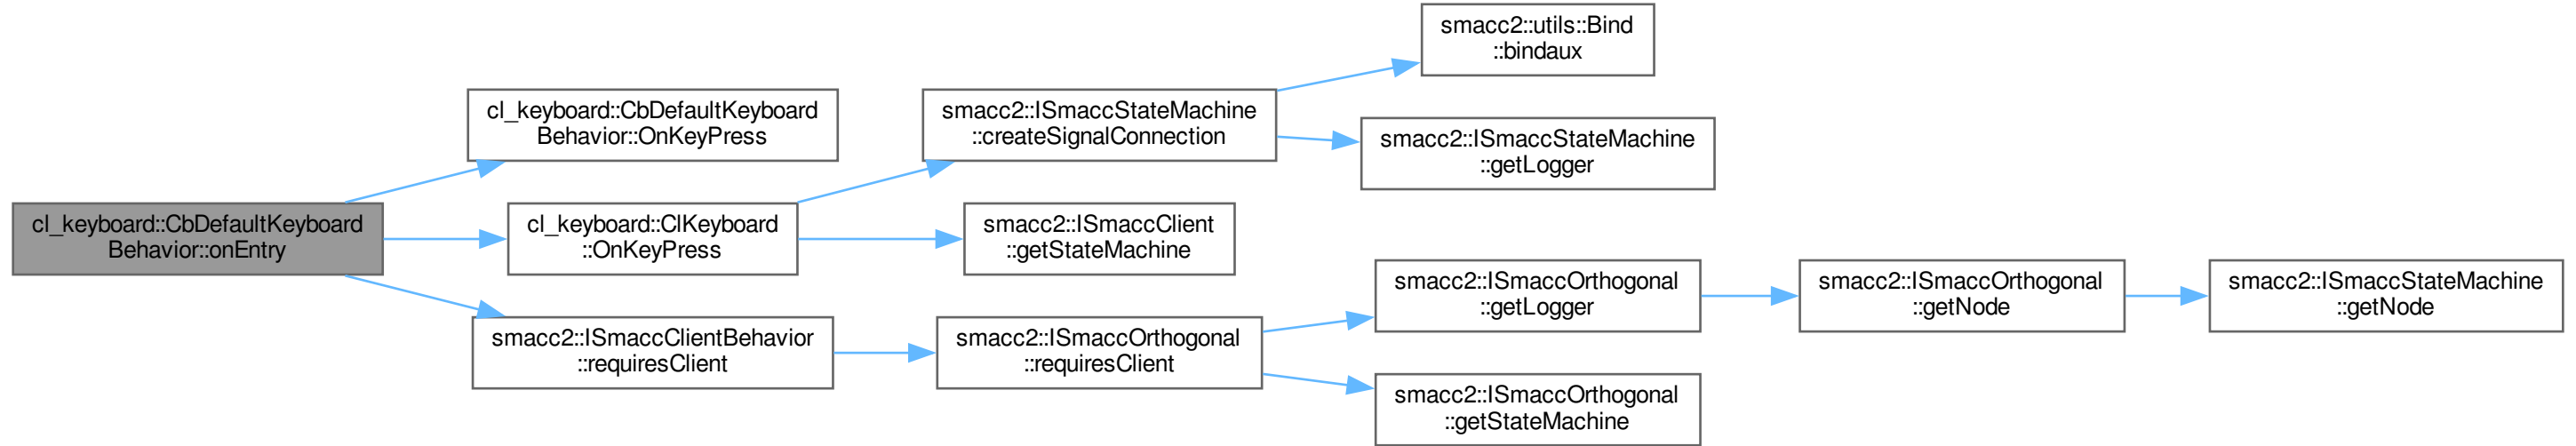 smacc2::utils::Bind
::bindaux
cl_keyboard::CbDefaultKeyboard
Behavior::OnKeyPress
smacc2::ISmaccStateMachine
::createSignalConnection
smacc2::ISmaccStateMachine
::getLogger
cl_keyboard::CbDefaultKeyboard
Behavior::onEntry
cl_keyboard::ClKeyboard
::OnKeyPress
smacc2::ISmaccClient
::getStateMachine
smacc2::ISmaccOrthogonal
::getLogger
smacc2::ISmaccOrthogonal
::getNode
smacc2::ISmaccStateMachine
::getNode
smacc2::ISmaccClientBehavior
::requiresClient
smacc2::ISmaccOrthogonal
::requiresClient
smacc2::ISmaccOrthogonal
::getStateMachine